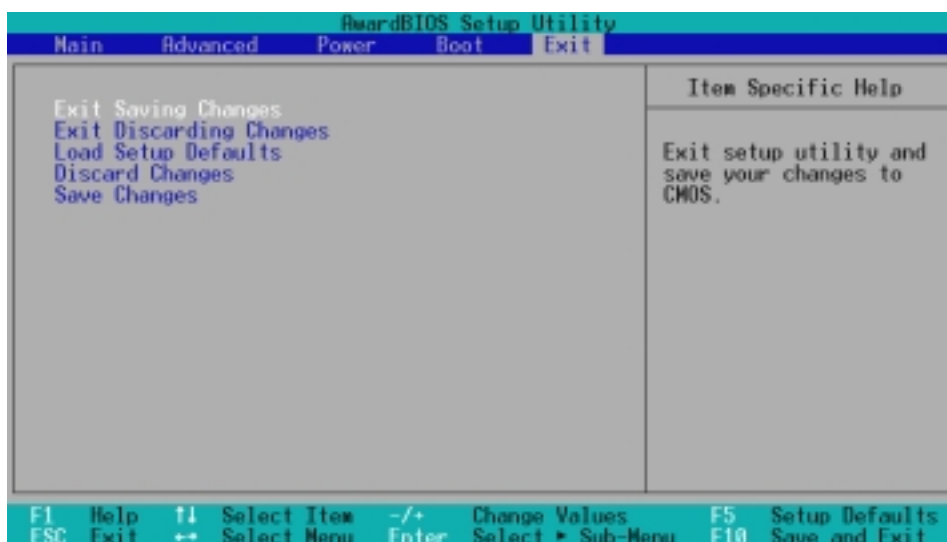 AwardBIOS Setup Utility
Main Advanced Power Boot Exit
Item Specific Help
Exit Saving Changes
Exit Discarding Changes
Load Setup Defaults
Discard Changes
Save Changes
Exit setup utility and
save your changes to
CMOS.
F1 Help ↑↓ Select Item -/+ Change Values F5 Setup Defaults
ESC Exit ←→ Select Menu Enter Select ► Sub-Menu F10 Save and Exit